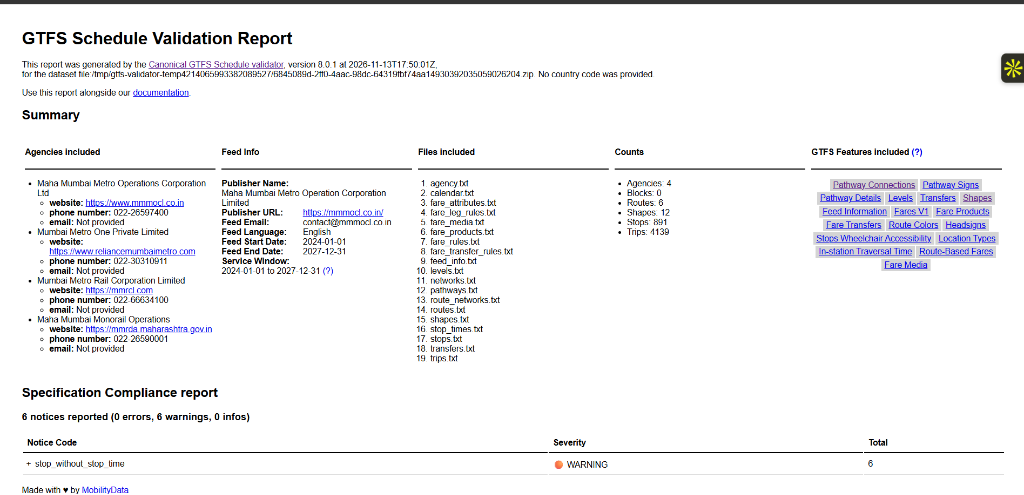 GTFS Schedule Validation Report
This report was generated by the Canonical GTFS Schedule validator, version 8.0.1 at 2026-11-13T17:50:01Z,
for the dataset No country code was provided.
Use this report alongside our documentation.
Summary
Agencies included
Maha Mumbai Metro Operations Corporation
Ltd
website: https://www.mmmocl.co.in
phone number: 022-26597400
email: Not provided
Mumbai Metro One Private Limited
website:
https://www.reliancemumbaimetro.com
phone number: 022-30310911
email: Not provided
Mumbai Metro Rail Corporation Limited
website: https://mmrcl.com
phone number: 022-66634100
email: Not provided
Maha Mumbai Monorail Operations
website: https://mmrda.maharashtra.gov.in
phone number: 022-26590001
email: Not provided
Feed Info
Publisher Name:
Maha Mumbai Metro Operation Corporation
Limited
Publisher URL: https://mmmocl.co.in/
Feed Email: contact@mmmocl.co.in
Feed Language: English
Feed Start Date: 2024-01-01
Feed End Date: 2027-12-31
Service Window:
2024-01-01 to 2027-12-31 (?)
Files included
1. agency.txt
2. calendar.txt
3. fare_attributes.txt
4. fare_leg_rules.txt
5. fare_media.txt
6. fare_products.txt
7. fare_rules.txt
8. fare_transfer_rules.txt
9. feed_info.txt
10. levels.txt
11. networks.txt
12. pathways.txt
13. route_networks.txt
14. routes.txt
15. shapes.txt
16. stop_times.txt
17. stops.txt
18. transfers.txt
19. trips.txt
Counts
Agencies: 4
Blocks: 0
Routes: 6
Shapes: 12
Stops: 891
Trips: 4139
GTFS Features included (?)
Pathway Connections Pathway Signs
Pathway Details Levels Transfers Shapes
Feed Information Fares V1 Fare Products
Fare Transfers Route Colors Headsigns
Stops Wheelchair Accessibility Location Types
In-station Traversal Time Route-Based Fares
Fare Media
Specification Compliance report
6 notices reported (0 errors, 6 warnings, 0 infos)
Notice Code Severity Total
+ stop_without_stop_time WARNING 6
Made with ♥ by MobilityData